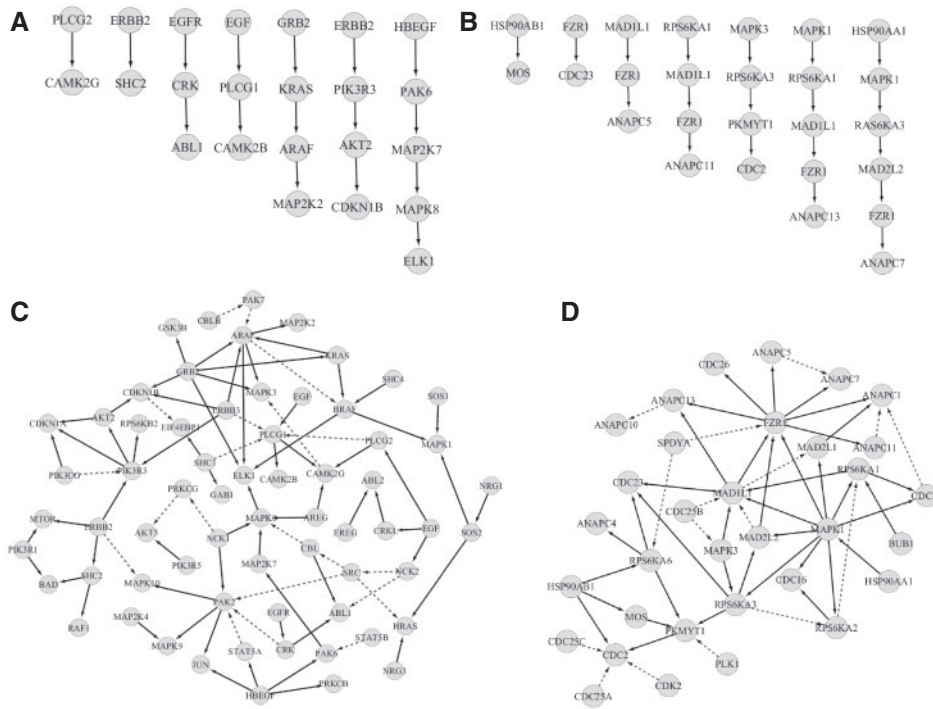 A
PLCG2 ERBB2 EGFR EGF GRB2 ERBB2 HBEGF
CAMK2G SHC2 CRK PLCG1 KRAS PIK3R3 PAK6
ABL1 CAMK2B ARAF AKT2 MAP2K7
MAP2K2 CDKN1B MAPK8
ELK1
B
HSP90AB1 FZR1 MAD1L1 RPS6KA1 MAPK3 MAPK1 HSP90AA1
MOS CDC23 FZR1 MAD1L1 RPS6KA3 RPS6KA1 MAPK1
ANAPC5 FZR1 PKMYT1 MAD1L1 RAS6KA3
ANAPC11 CDC2 FZR1 MAD2L2
ANAPC13 FZR1
ANAPC7
C
PAK7
CBLB
GSK3B
MAP2K2
ARAF
KRAS
GRB2
SHC4
CDKN1B
MAPK3
EGF
SOS1
ERBB3
BRAF
CDKN1A
AKT2
RPS6KB2
EIF4EBP1
PLCG1
PLCG2
MAPK1
SHC1
PIK3CG
PIK3R3
ELK1
CAMK2B
CAMK2G
ABL2
PRKCG
GAB1
NRG1
MTOR
ERBB2
AKT3
NCK1
MAPK8
AREG
EREG
CRKL
EGF
SOS2
PIK3R1
CBL
PIK3R5
MAP2K7
SRC
NCK2
BAD
SHC2
MAPK10
PAK2
ABL1
EGFR
HRAS
RAF1
MAP2K4
MAPK9
STAT5B
CRK
PAK6
JUN
STAT5A
NRG3
HBEGF
PRKCB
D
ANAPC5
CDC26
ANAPC7
ANAPC13
ANAPC1
ANAPC10
FZR1
SPDYA
MAD2L1
ANAPC11
RPS6KA1
CDC23
MAD1L1
CDC25B
ANAPC4
MAPK1
MAPK3
MAD2L2
BUB1
RPS6KA6
CDC16
HSP90AA1
HSP90AB1
RPS6KA3
MOS
PKMYT1
RPS6KA2
CDC25C
CDC2
PLK1
CDK2
CDC25A